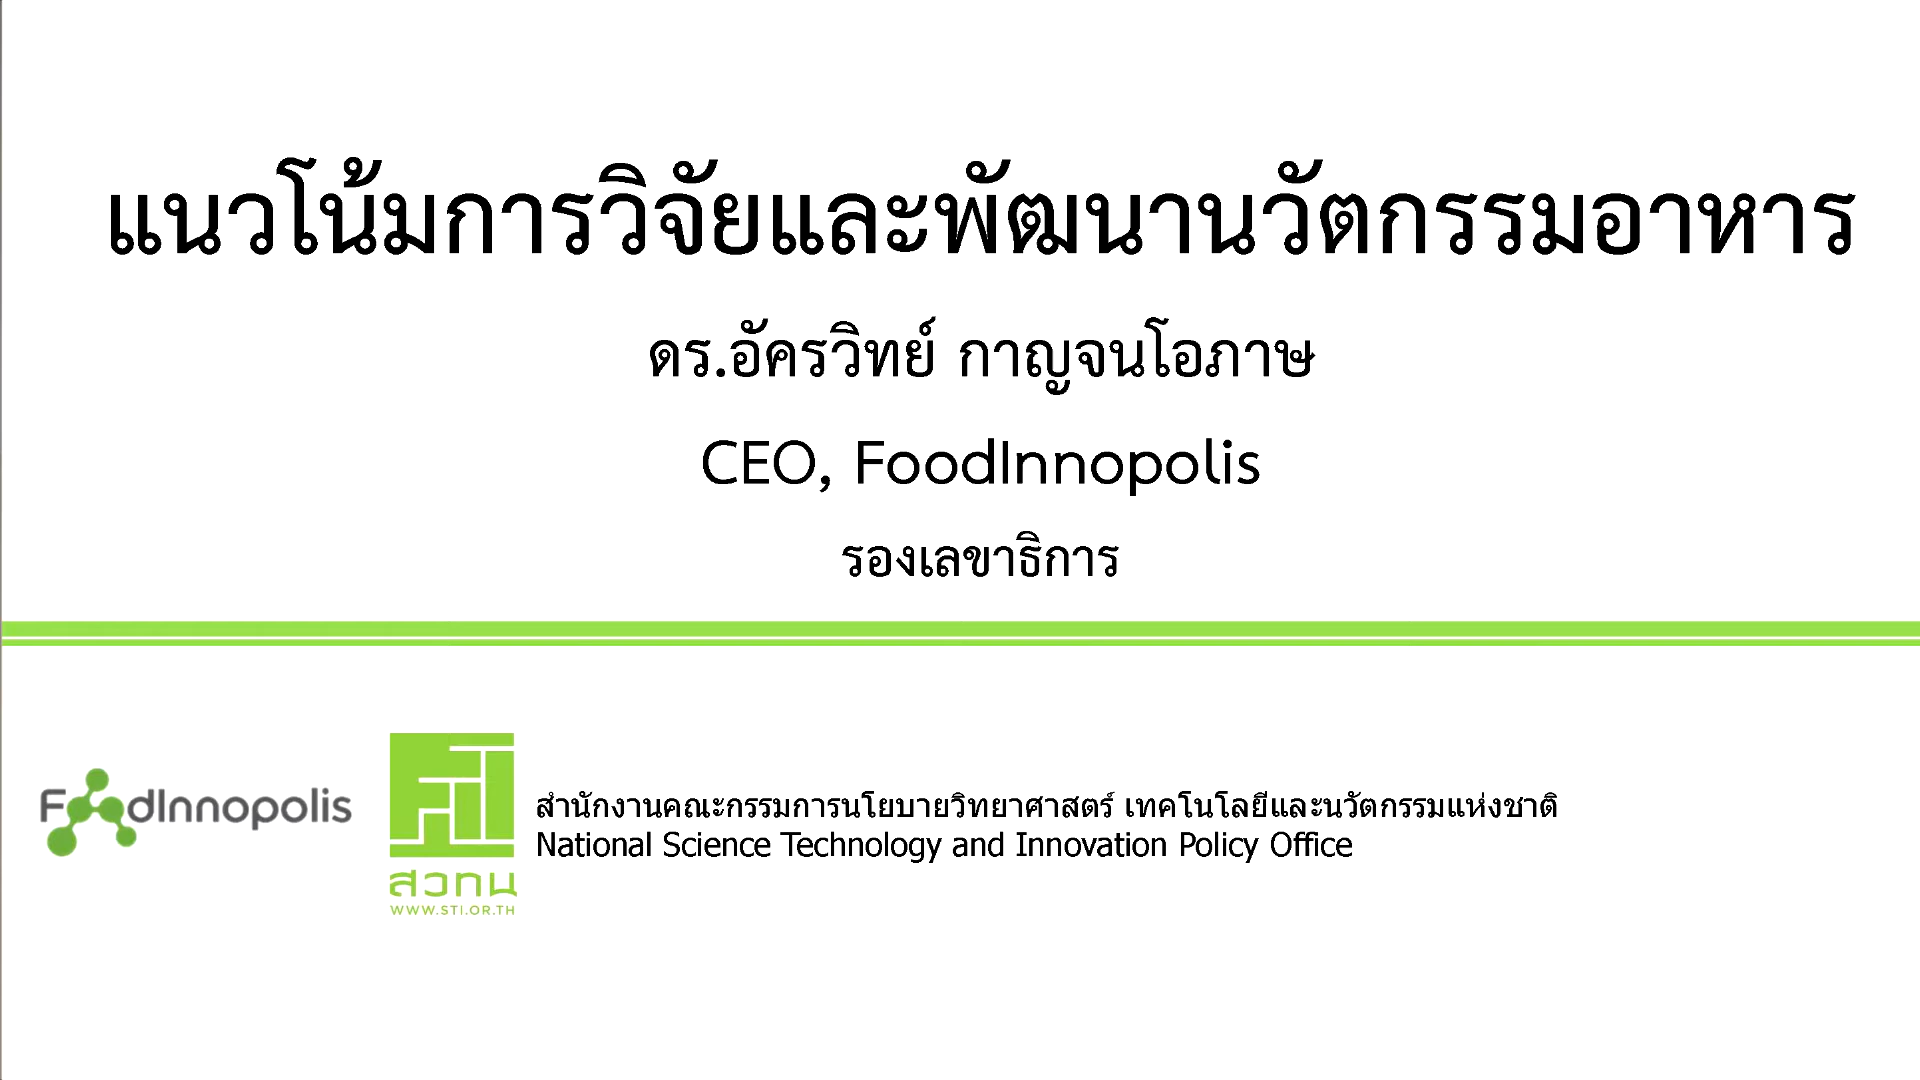 แนวโน้มการวิจัยและพัฒนานวัตกรรมอาหาร
ดร.อัครวิทย์ กาญจนโอภาษ
CEO, FoodInnopolis
รองเลขาธิการ
FoodInnopolis
สวทน
WWW.STI.OR.TH
สำนักงานคณะกรรมการนโยบายวิทยาศาสตร์ เทคโนโลยีและนวัตกรรมแห่งชาติ
National Science Technology and Innovation Policy Office